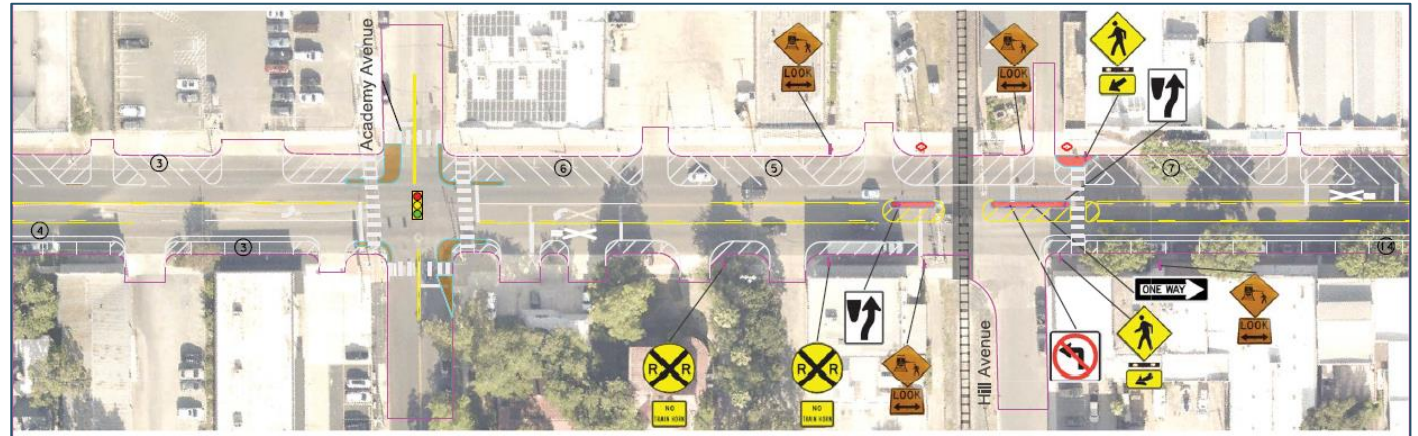 Academy Avenue
LOOK
LOOK
3
6
5
7
4
3
14
ONE WAY
Hill Avenue
LOOK
R R
NO
TRAIN HORN
R R
NO
TRAIN HORN
LOOK